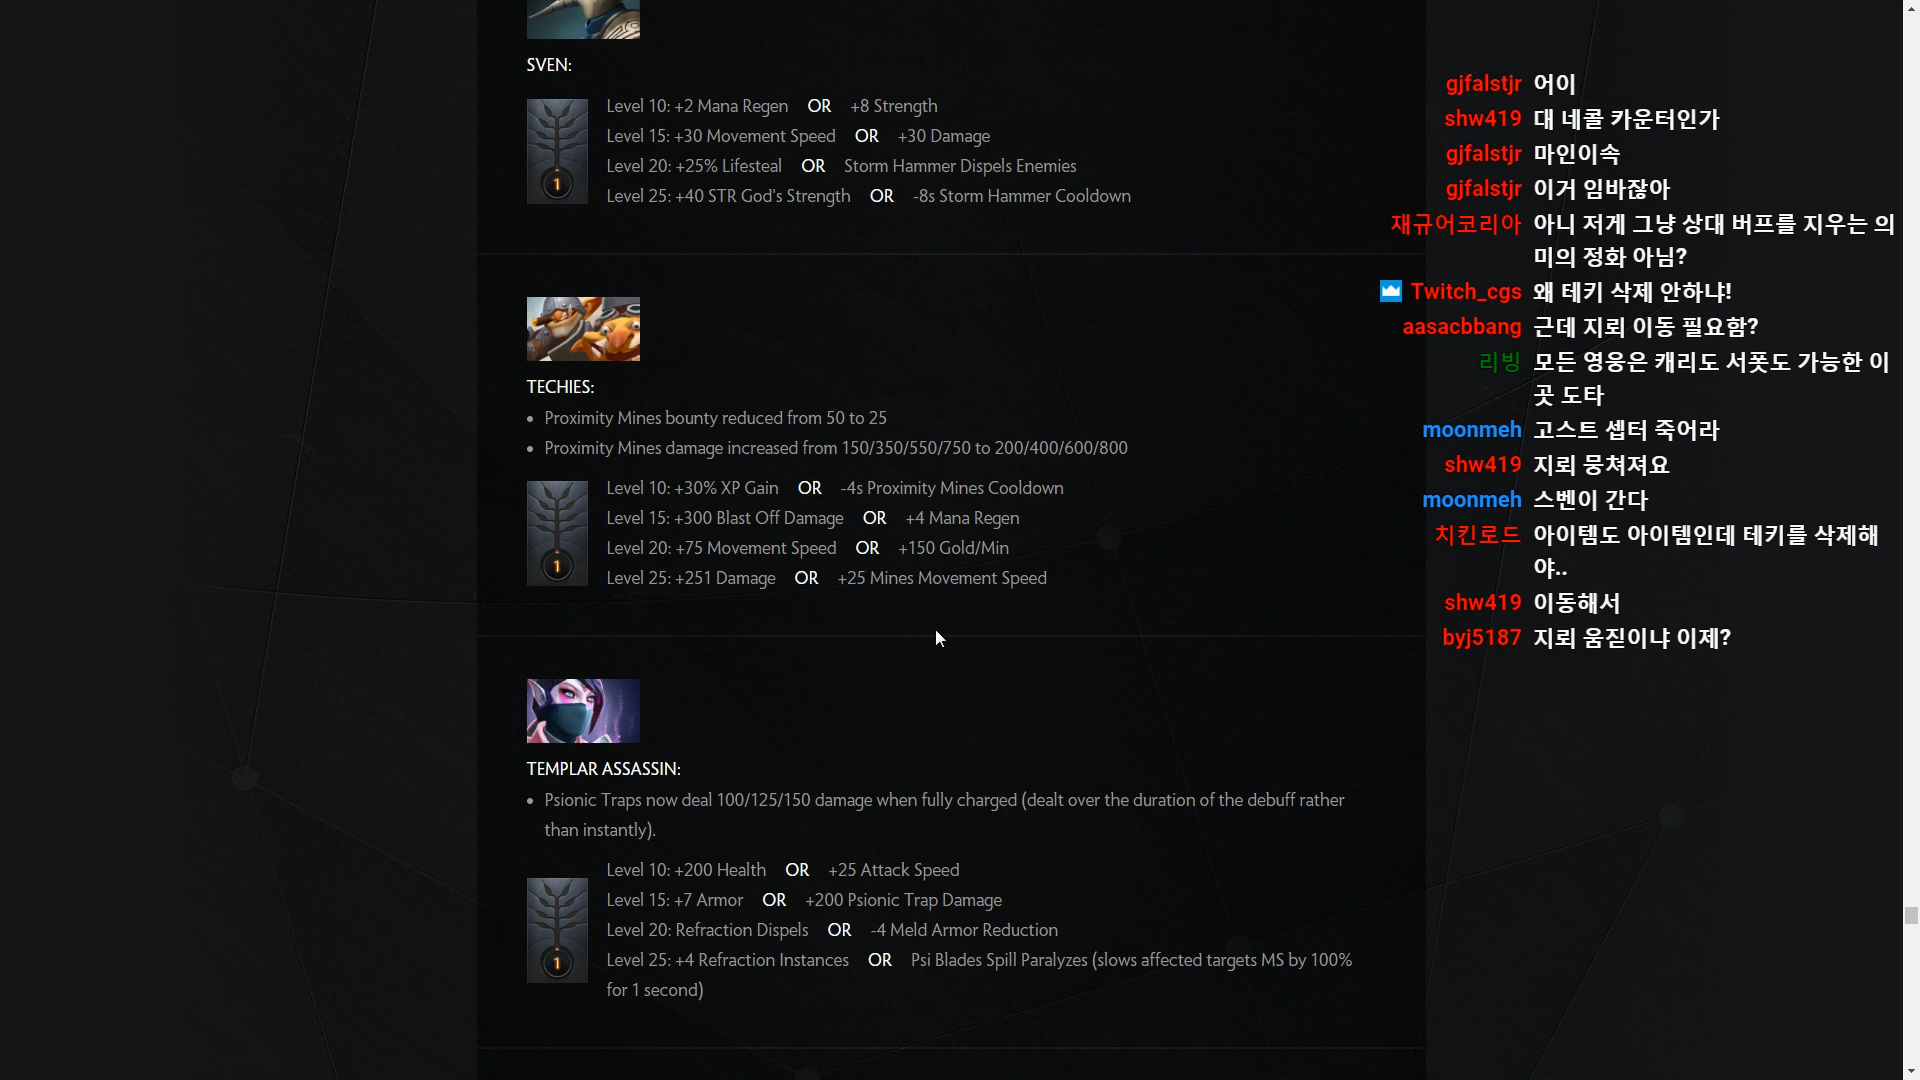 SVEN:
Level 10: +2 Mana Regen OR +8 Strength
Level 15: +30 Movement Speed OR +30 Damage
Level 20: +25% Lifesteal OR Storm Hammer Dispels Enemies
Level 25: +40 STR God's Strength OR -8s Storm Hammer Cooldown
1
TECHIES:
Proximity Mines bounty reduced from 50 to 25
Proximity Mines damage increased from 150/350/550/750 to 200/400/600/800
Level 10: +30% XP Gain OR -4s Proximity Mines Cooldown
Level 15: +300 Blast Off Damage OR +4 Mana Regen
Level 20: +75 Movement Speed OR +150 Gold/Min
Level 25: +251 Damage OR +25 Mines Movement Speed
1
TEMPLAR ASSASSIN:
Psionic Traps now deal 100/125/150 damage when fully charged (dealt over the duration of the debuff rather
than instantly).
Level 10: +200 Health OR +25 Attack Speed
Level 15: +7 Armor OR +200 Psionic Trap Damage
Level 20: Refraction Dispels OR -4 Meld Armor Reduction
Level 25: +4 Refraction Instances OR Psi Blades Spill Paralyzes (slows affected targets MS by 100%
for 1 second)
1
gjfalstjr 어이
shw419 대 네콜 카운터인가
gjfalstjr 마인이속
gjfalstjr 이거 임바잖아
재규어코리아 아니 저게 그냥 상대 버프를 지우는 의
미의 정화 아님?
Twitch_cgs 왜 테키 삭제 안하냐!
aasacbbang 근데 지뢰 이동 필요함?
리빙 모든 영웅은 캐리도 서폿도 가능한 이
곳 도타
moonmeh 고스트 셉터 죽어라
shw419 지뢰 뭉쳐져요
moonmeh 스벤이 간다
치킨로드 아이템도 아이템인데 테키를 삭제해
야..
shw419 이동해서
byj5187 지뢰 움짇이냐 이제?